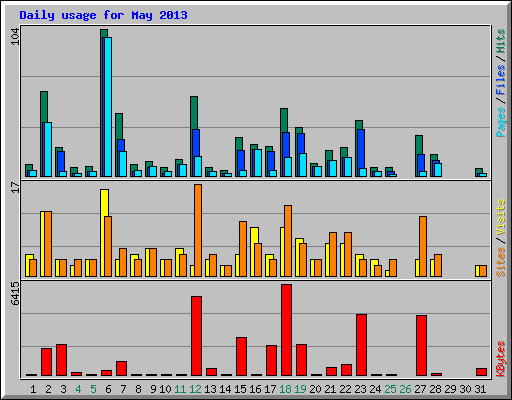 Daily usage for May 2013
104
Pages / Files / Hits
17
Sites / Visits
6415
KBytes
1 2 3 4 5 6 7 8 9 10 11 12 13 14 15 16 17 18 19 20 21 22 23 24 25 26 27 28 29 30 31